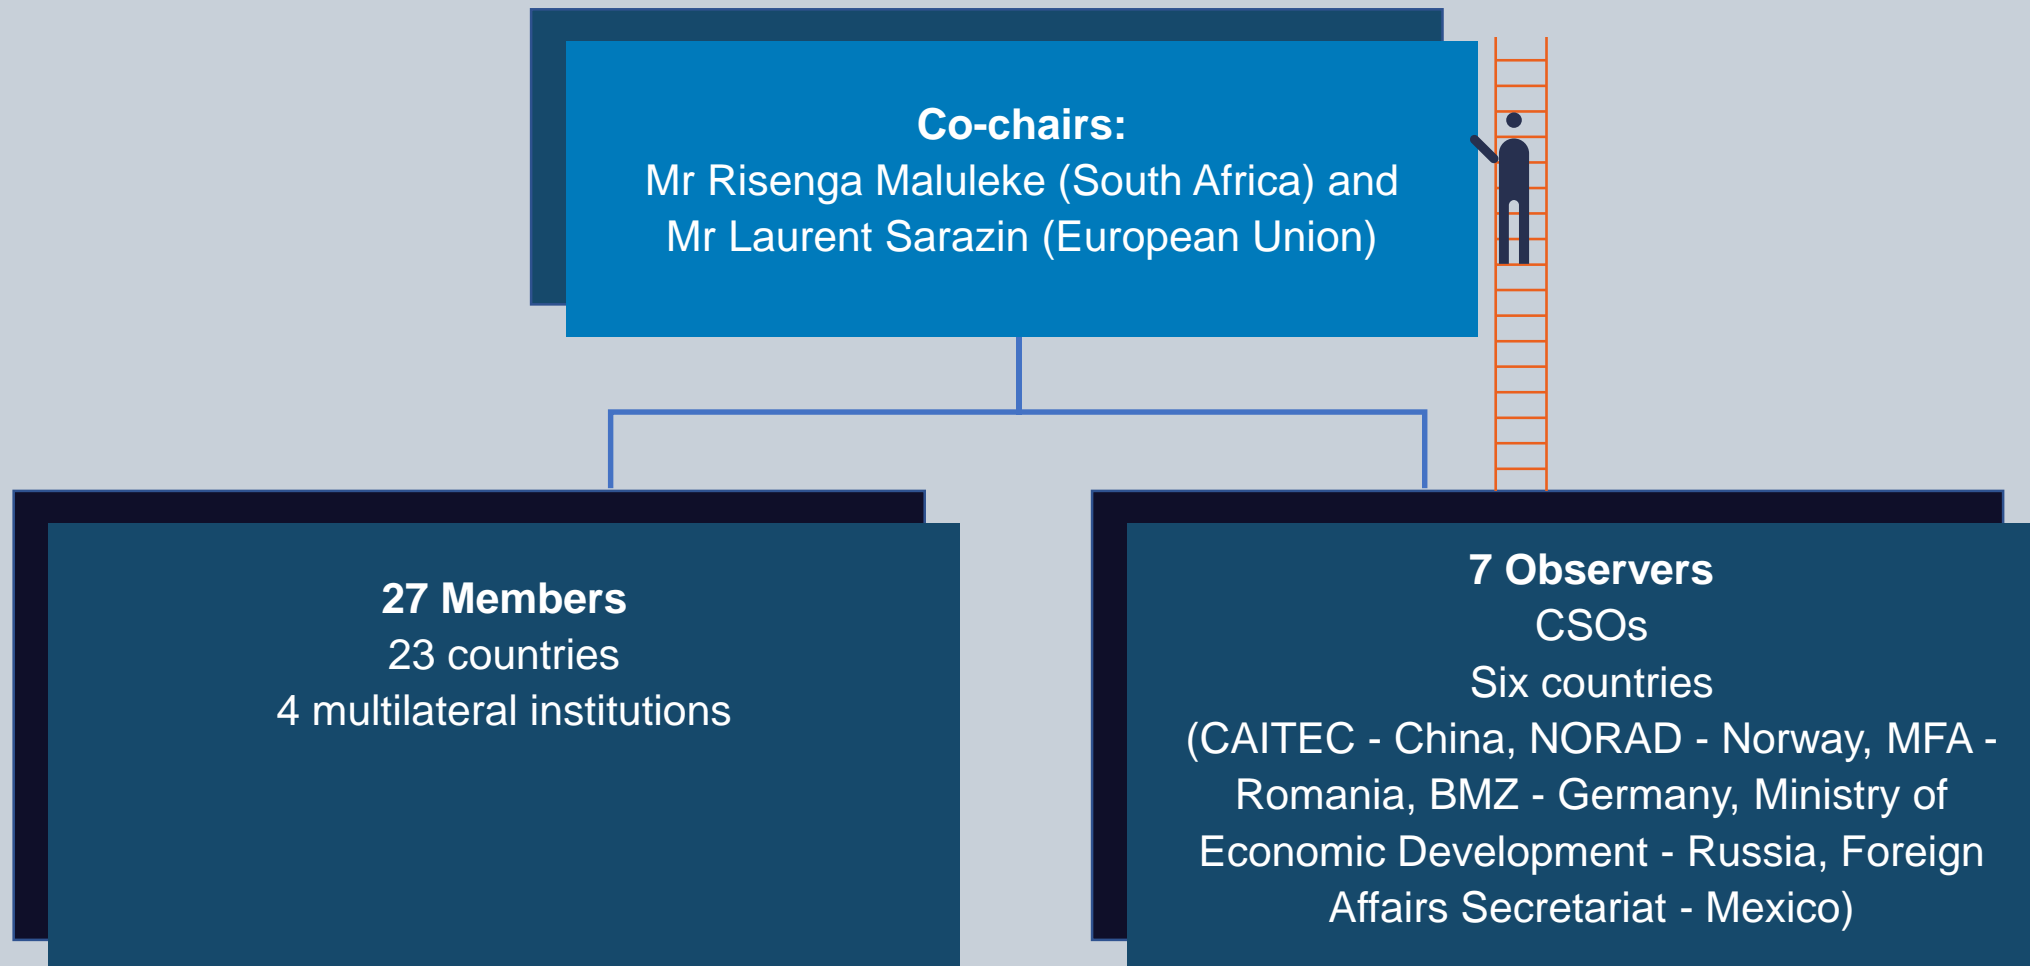 Co-chairs:
Mr Risenga Maluleke (South Africa) and
Mr Laurent Sarazin (European Union)
27 Members
23 countries
4 multilateral institutions
7 Observers
CSOs
Six countries
(CAITEC - China, NORAD - Norway, MFA -
Romania, BMZ - Germany, Ministry of
Economic Development - Russia, Foreign
Affairs Secretariat - Mexico)